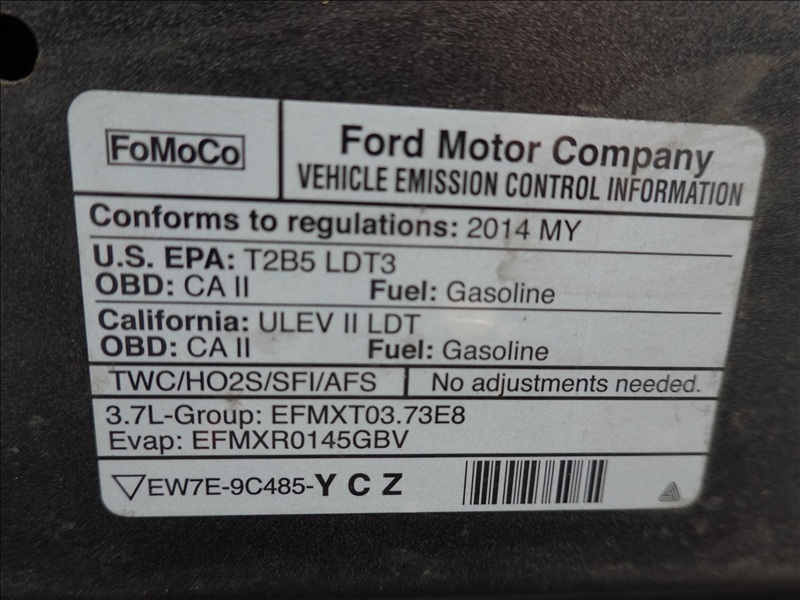 FoMoCo
Ford Motor Company
VEHICLE EMISSION CONTROL INFORMATION
Conforms to regulations: 2014 MY
U.S. EPA: T2B5 LDT3
OBD: CA II Fuel: Gasoline
California: ULEV II LDT
OBD: CA II Fuel: Gasoline
TWC/HO2S/SFI/AFS No adjustments needed.
3.7L-Group: EFMXT03.73E8
Evap: EFMXR0145GBV
EW7E-9C485-Y C Z